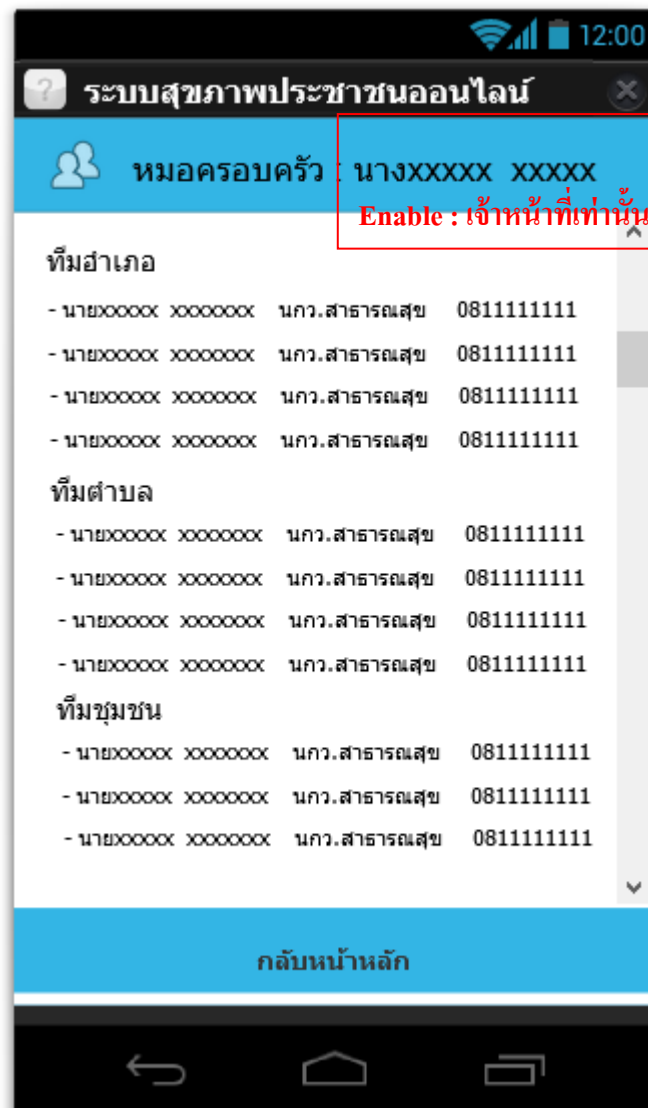 12:00
? ระบบสุขภาพประชาชนออนไลน์
หมอครอบครัว : นางxxxxx xxxxx
Enable : เจ้าหน้าที่เท่านั้น
ทีมอำเภอ
- นายxxxxx xxxxxxx นกว.สาธารณสุข 0811111111
- นายxxxxx xxxxxxx นกว.สาธารณสุข 0811111111
- นายxxxxx xxxxxxx นกว.สาธารณสุข 0811111111
- นายxxxxx xxxxxxx นกว.สาธารณสุข 0811111111
ทีมตำบล
- นายxxxxx xxxxxxx นกว.สาธารณสุข 0811111111
- นายxxxxx xxxxxxx นกว.สาธารณสุข 0811111111
- นายxxxxx xxxxxxx นกว.สาธารณสุข 0811111111
- นายxxxxx xxxxxxx นกว.สาธารณสุข 0811111111
ทีมชุมชน
- นายxxxxx xxxxxxx นกว.สาธารณสุข 0811111111
- นายxxxxx xxxxxxx นกว.สาธารณสุข 0811111111
- นายxxxxx xxxxxxx นกว.สาธารณสุข 0811111111
กลับหน้าหลัก